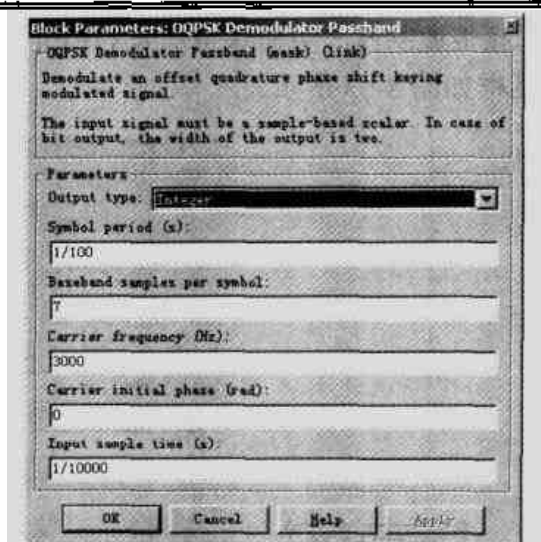 Block Parameters: OQPSK Demodulator Passband
OQPSK Demodulator Passband (mask) (link)
Demodulate an offset quadrature phase shift keying
modulated signal.
The input signal must be a sample-based scalar. In case of
bit output, the width of the output is two.
Parameters
Output type: Integer
Symbol period (s):
1/100
Baseband samples per symbol:
7
Carrier frequency (Hz):
3000
Carrier initial phase (rad):
0
Input sample time (s):
1/10000
OK Cancel Help Apply